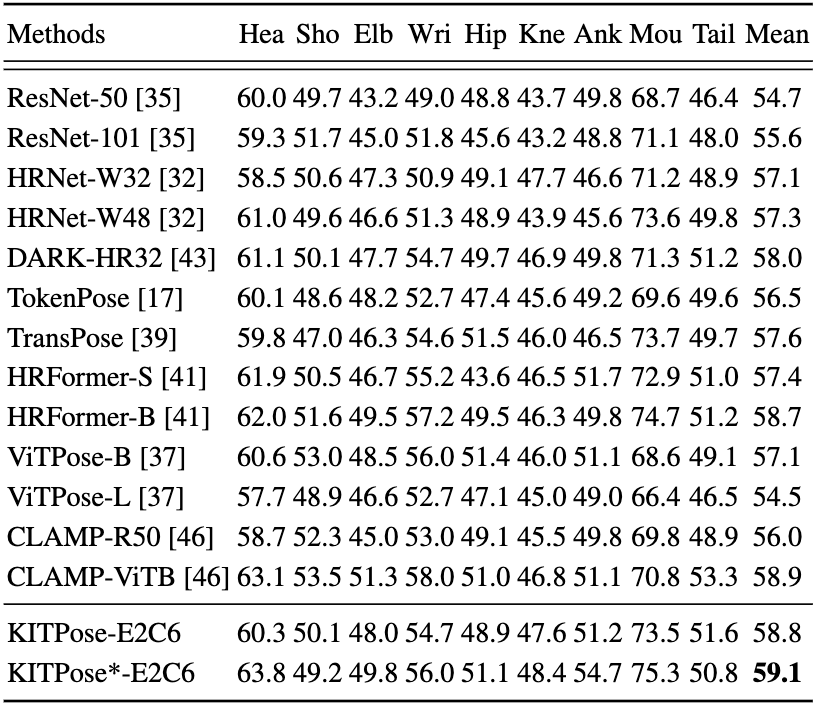 Methods Hea Sho Elb Wri Hip Kne Ank Mou Tail Mean
ResNet-50 [35] 60.0 49.7 43.2 49.0 48.8 43.7 49.8 68.7 46.4 54.7
ResNet-101 [35] 59.3 51.7 45.0 51.8 45.6 43.2 48.8 71.1 48.0 55.6
HRNet-W32 [32] 58.5 50.6 47.3 50.9 49.1 47.7 46.6 71.2 48.9 57.1
HRNet-W48 [32] 61.0 49.6 46.6 51.3 48.9 43.9 45.6 73.6 49.8 57.3
DARK-HR32 [43] 61.1 50.1 47.7 54.7 49.7 46.9 49.8 71.3 51.2 58.0
TokenPose [17] 60.1 48.6 48.2 52.7 47.4 45.6 49.2 69.6 49.6 56.5
TransPose [39] 59.8 47.0 46.3 54.6 51.5 46.0 46.5 73.7 49.7 57.6
HRFormer-S [41] 61.9 50.5 46.7 55.2 43.6 46.5 51.7 72.9 51.0 57.4
HRFormer-B [41] 62.0 51.6 49.5 57.2 49.5 46.3 49.8 74.7 51.2 58.7
ViTPose-B [37] 60.6 53.0 48.5 56.0 51.4 46.0 51.1 68.6 49.1 57.1
ViTPose-L [37] 57.7 48.9 46.6 52.7 47.1 45.0 49.0 66.4 46.5 54.5
CLAMP-R50 [46] 58.7 52.3 45.0 53.0 49.1 45.5 49.8 69.8 48.9 56.0
CLAMP-ViTB [46] 63.1 53.5 51.3 58.0 51.0 46.8 51.1 70.8 53.3 58.9
KITPose-E2C6 60.3 50.1 48.0 54.7 48.9 47.6 51.2 73.5 51.6 58.8
KITPose*-E2C6 63.8 49.2 49.8 56.0 51.1 48.4 54.7 75.3 50.8 59.1